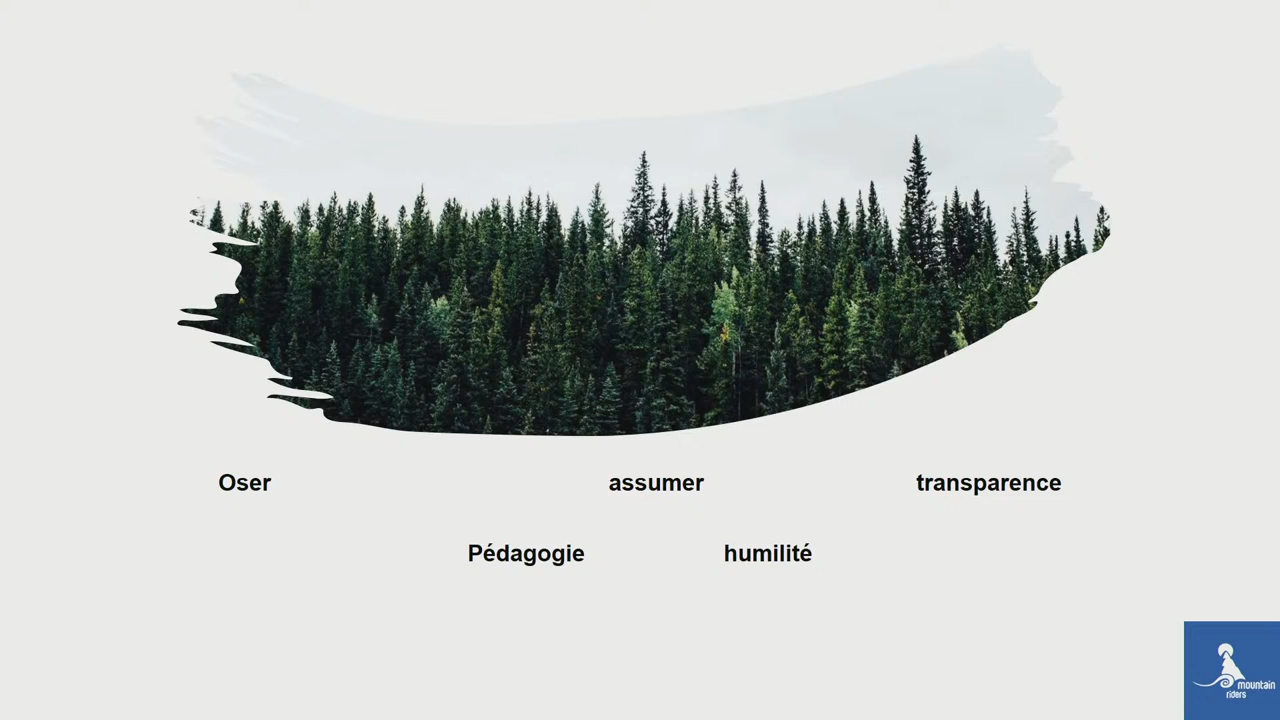 Oser assumer transparence
Pédagogie humilité
mountain
riders